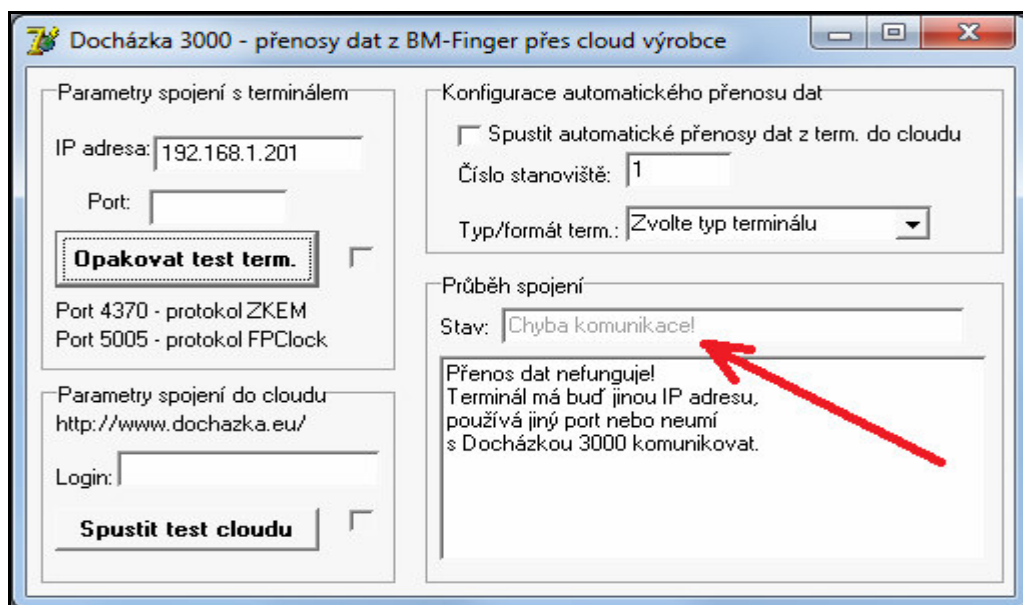 Docházka 3000 - přenosy dat z BM-Finger přes cloud výrobce
Parametry spojení s terminálem
IP adresa: 192.168.1.201
Port:
Opakovat test term.
Port 4370 - protokol ZKEM
Port 5005 - protokol FPClock
Parametry spojení do cloudu
http://www.dochazka.eu/
Login:
Spustit test cloudu
Konfigurace automatického přenosu dat
Spustit automatické přenosy dat z term. do cloudu
Číslo stanoviště: 1
Typ/formát term.: Zvolte typ terminálu
Průběh spojení
Stav: Chyba komunikace!
Přenos dat nefunguje!
Terminál má buď jinou IP adresu,
používá jiný port nebo neumí
s Docházkou 3000 komunikovat.